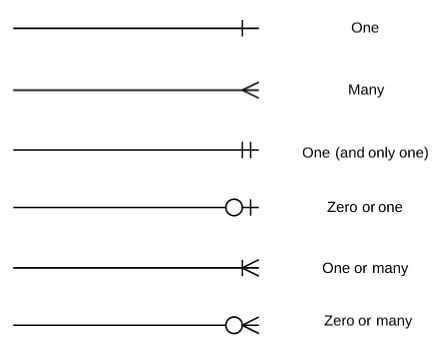 One
Many
One (and only one)
Zero or one
One or many
Zero or many